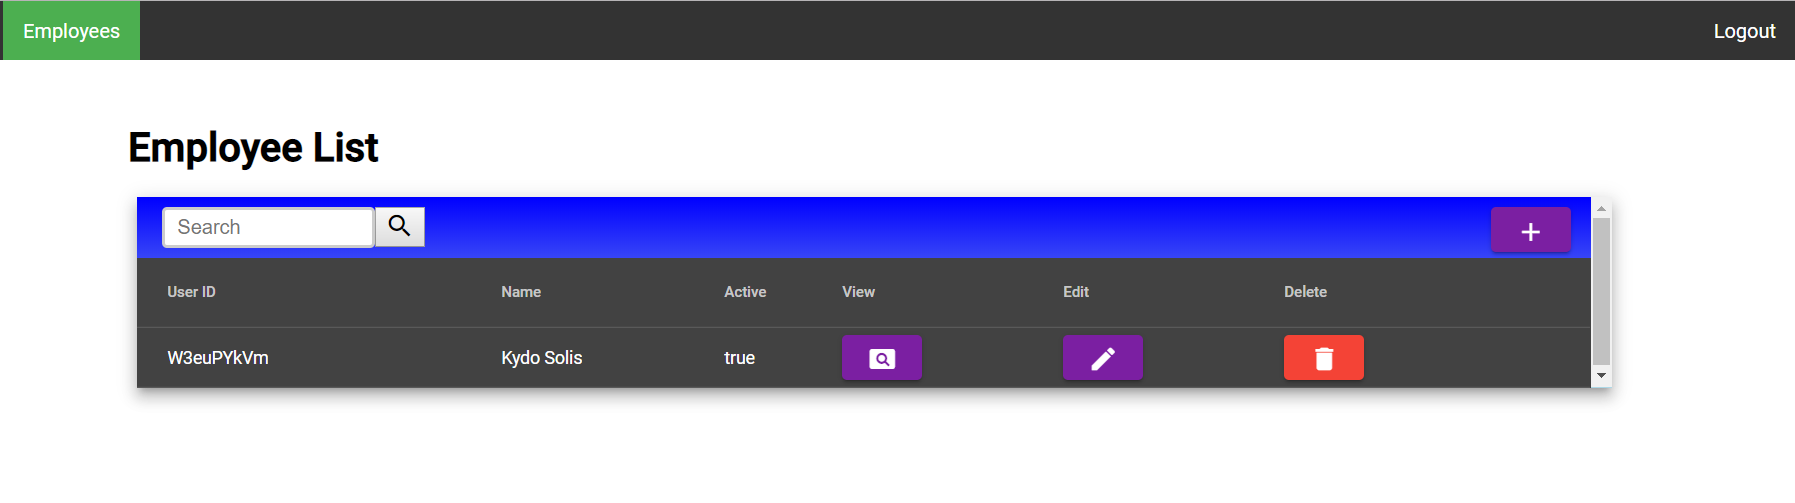 Employees Logout
Employee List
Search
User ID Name Active View Edit Delete
W3euPYkVm Kydo Solis true